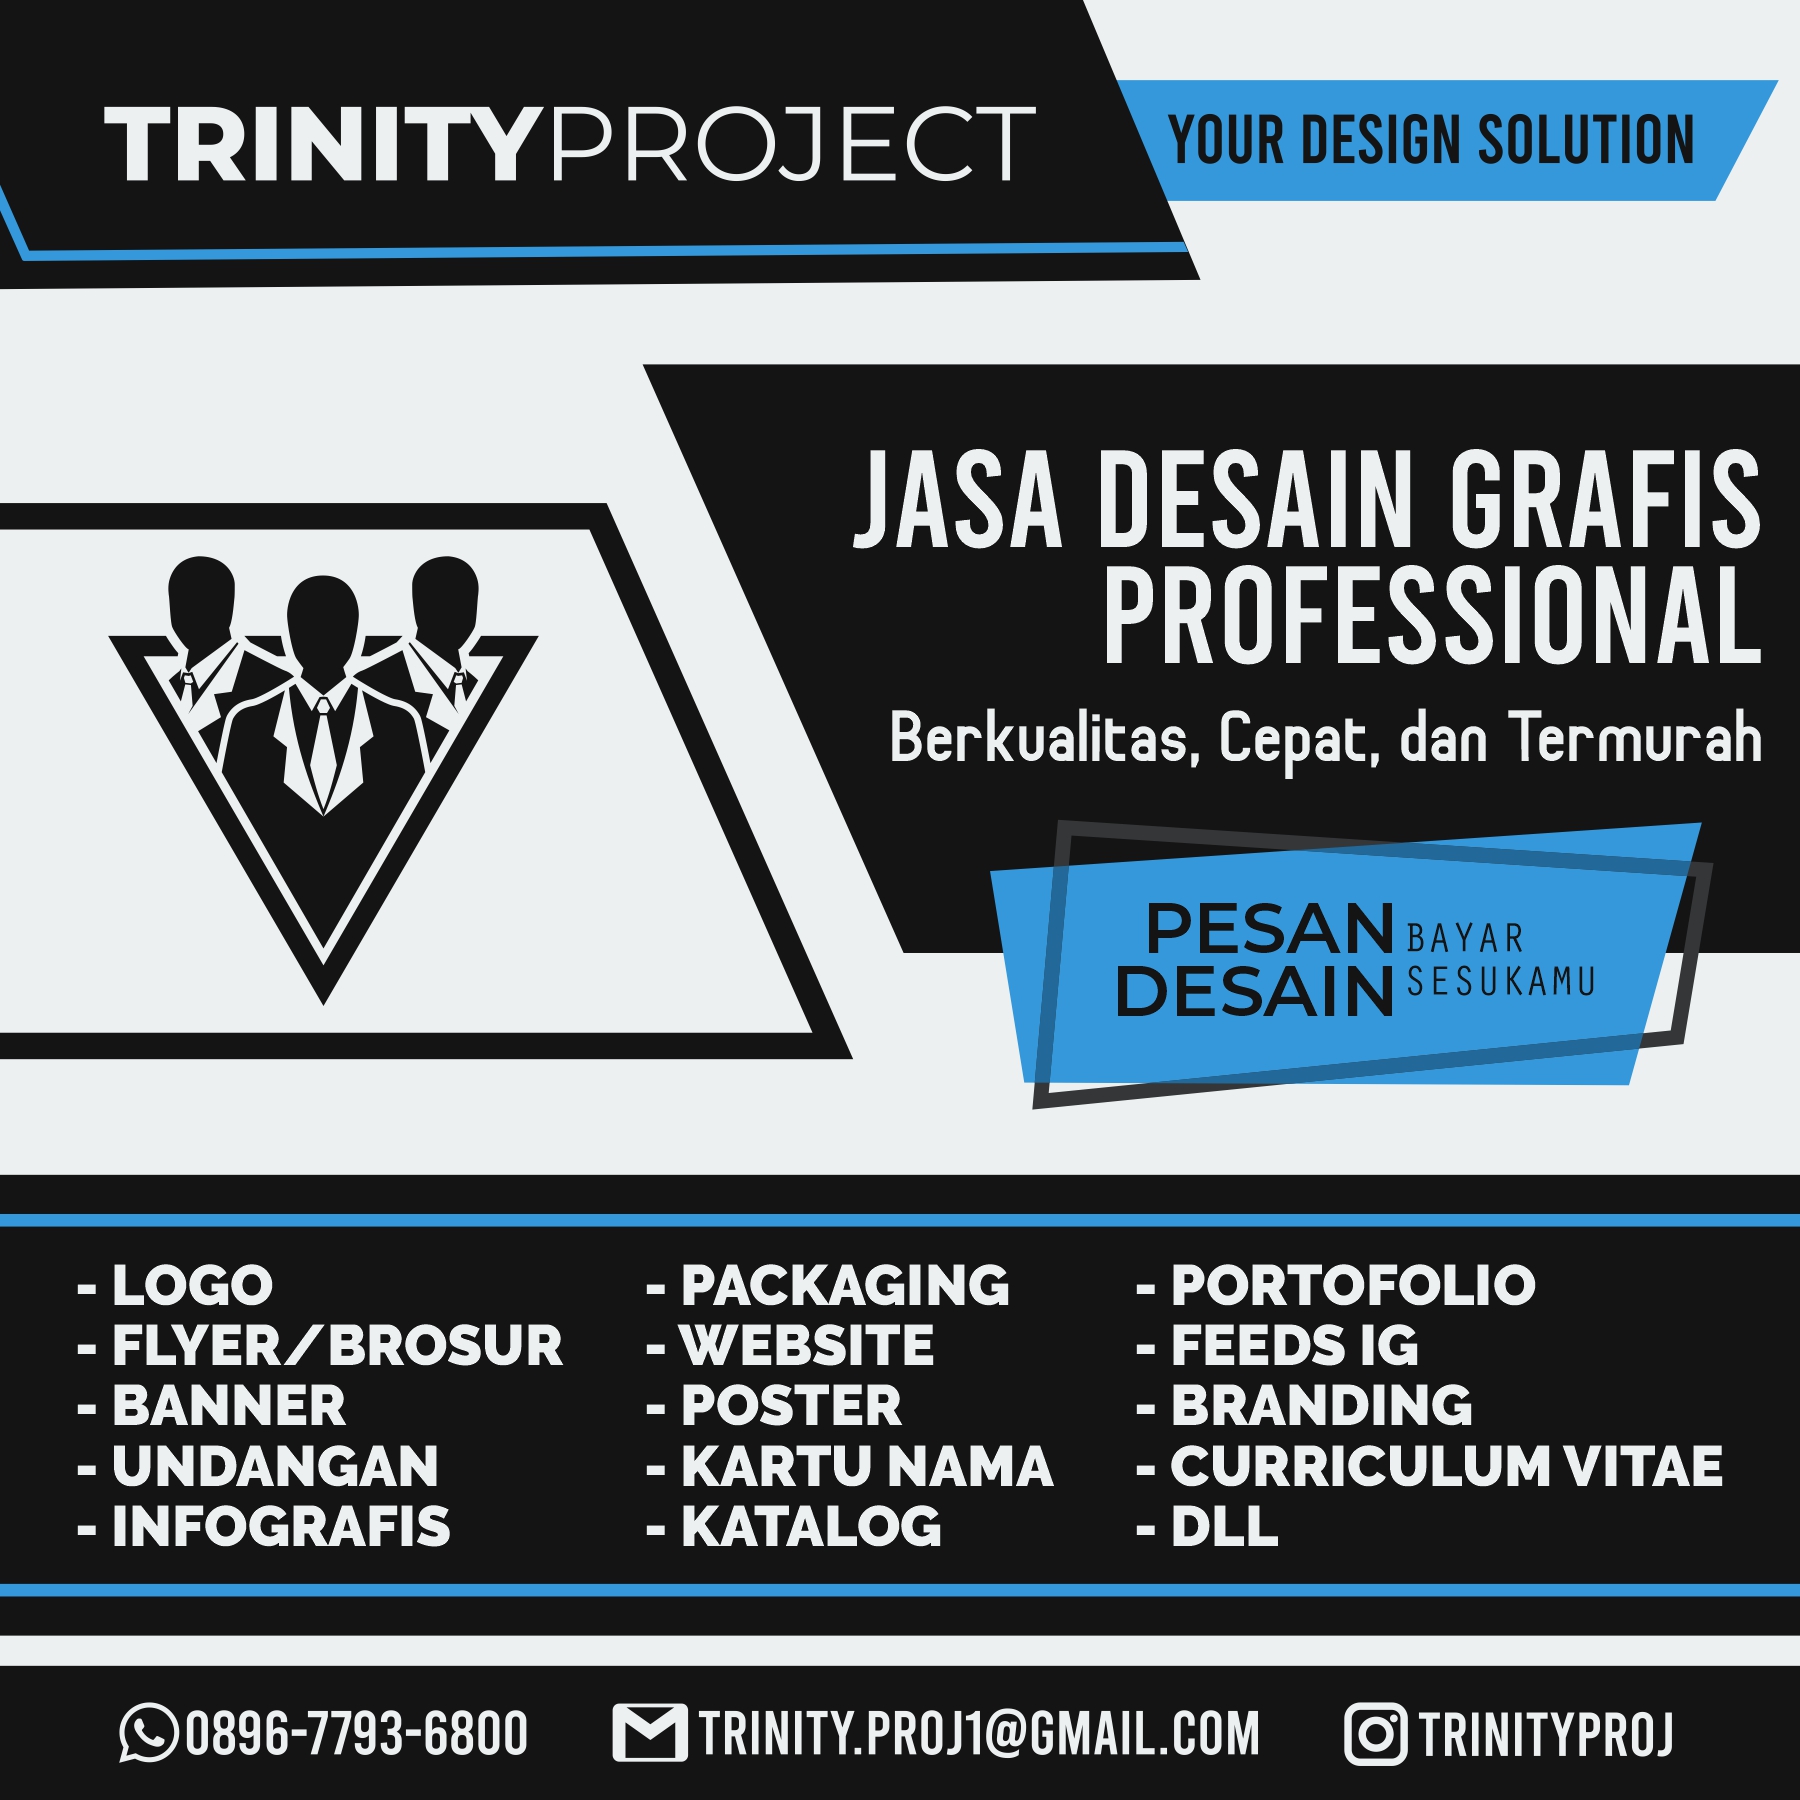 TRINITYPROJECT
YOUR DESIGN SOLUTION
JASA DESAIN GRAFIS
PROFESSIONAL
Berkualitas, Cepat, dan Termurah
PESAN
DESAIN
BAYAR
SESUKAMU
- LOGO
- FLYER/BROSUR
- BANNER
- UNDANGAN
- INFOGRAFIS
- PACKAGING
- WEBSITE
- POSTER
- KARTU NAMA
- KATALOG
- PORTOFOLIO
- FEEDS IG
- BRANDING
- CURRICULUM VITAE
- DLL
0896-7793-6800
TRINITY.PROJ1@GMAIL.COM
TRINITYPROJ